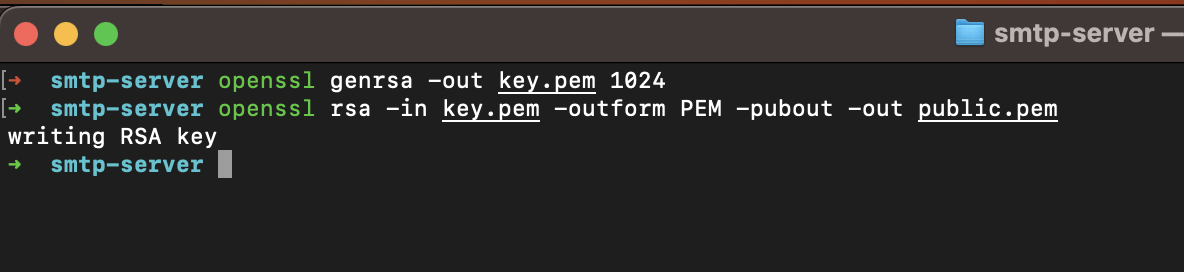 smtp-server —
[➜ smtp-server openssl genrsa -out key.pem 1024
[➜ smtp-server openssl rsa -in key.pem -outform PEM -pubout -out public.pem
writing RSA key
➜ smtp-server